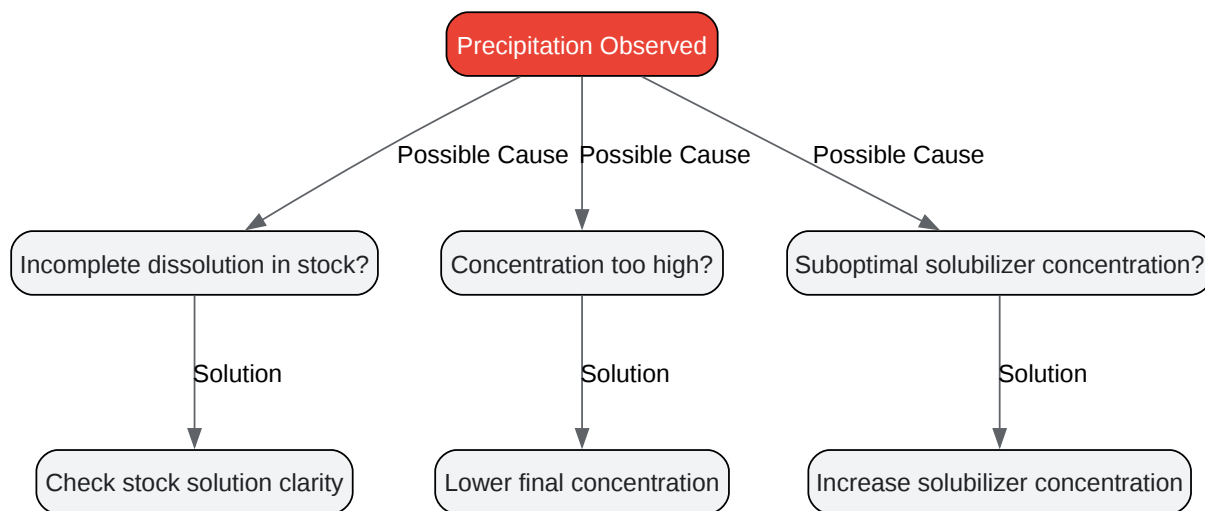 Precipitation Observed
Possible Cause
Possible Cause
Possible Cause
Incomplete dissolution in stock?
Concentration too high?
Suboptimal solubilizer concentration?
Solution
Solution
Solution
Check stock solution clarity
Lower final concentration
Increase solubilizer concentration